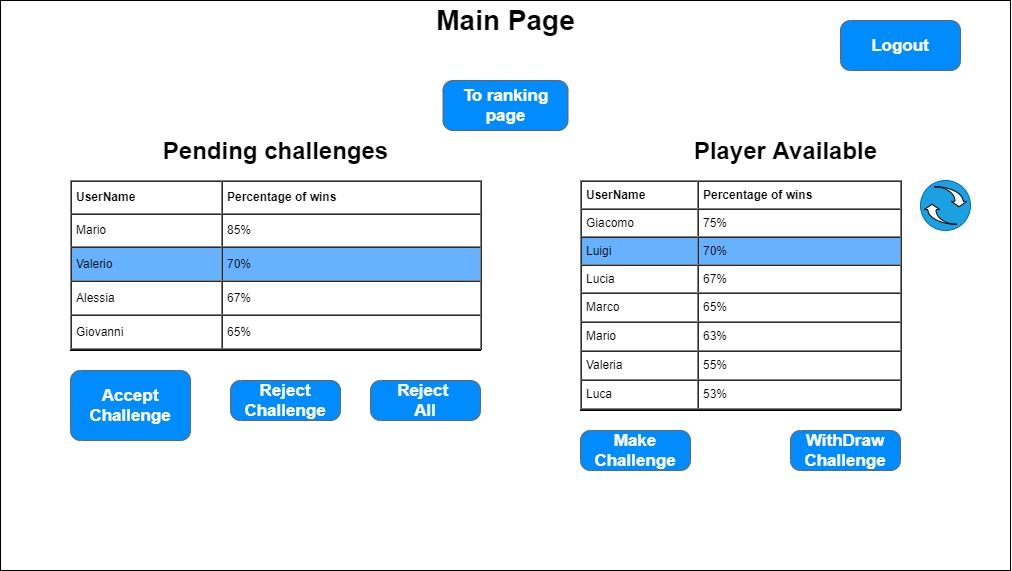 Main Page
Logout
To ranking
page
Pending challenges
UserName Percentage of wins
Mario 85%
Valerio 70%
Alessia 67%
Giovanni 65%
Accept
Challenge
Reject
Challenge
Reject
All
Player Available
UserName Percentage of wins
Giacomo 75%
Luigi 70%
Lucia 67%
Marco 65%
Mario 63%
Valeria 55%
Luca 53%
Make
Challenge
WithDraw
Challenge